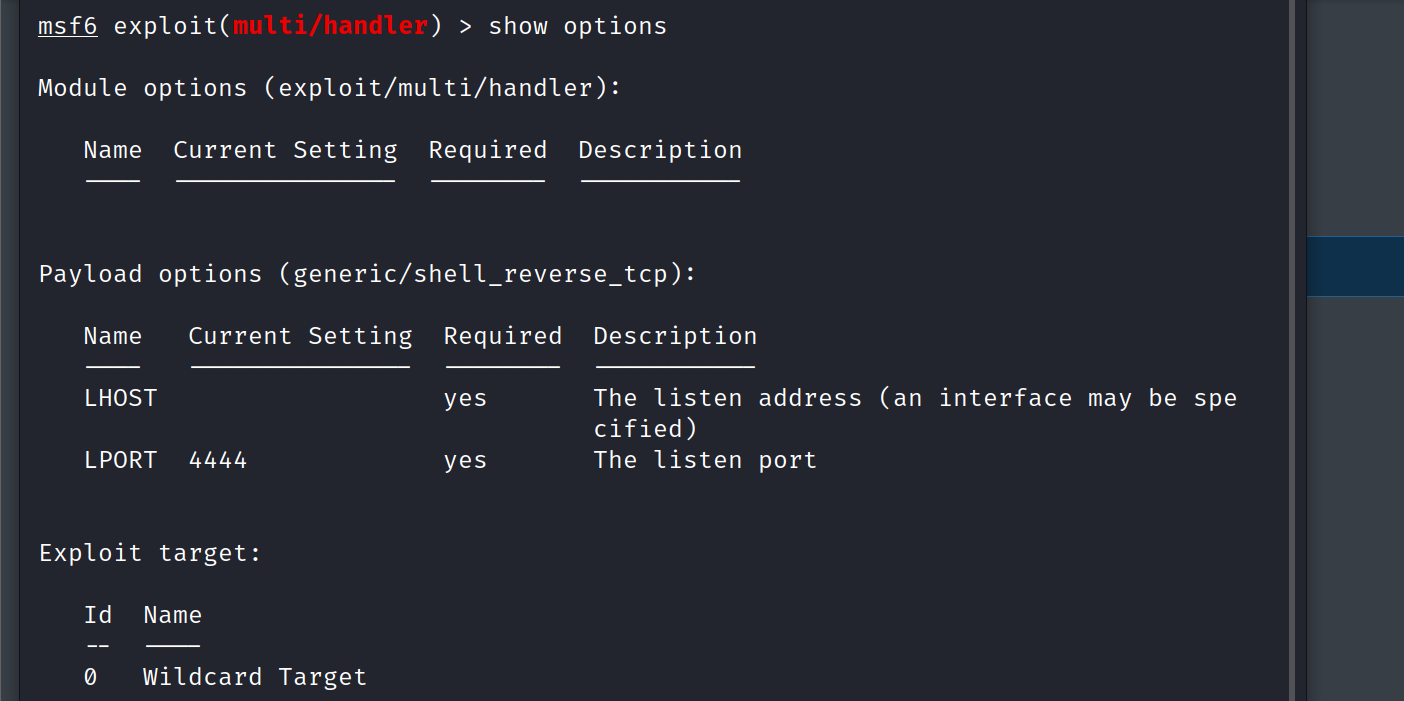 msf6 exploit(multi/handler) > show options
Module options (exploit/multi/handler):
Name  Current Setting  Required  Description
----  ---------------  --------  -----------
Payload options (generic/shell_reverse_tcp):
Name   Current Setting  Required  Description
----   ---------------  --------  -----------
LHOST                   yes       The listen address (an interface may be spe
cified)
LPORT  4444             yes       The listen port
Exploit target:
Id  Name
--  ----
0   Wildcard Target